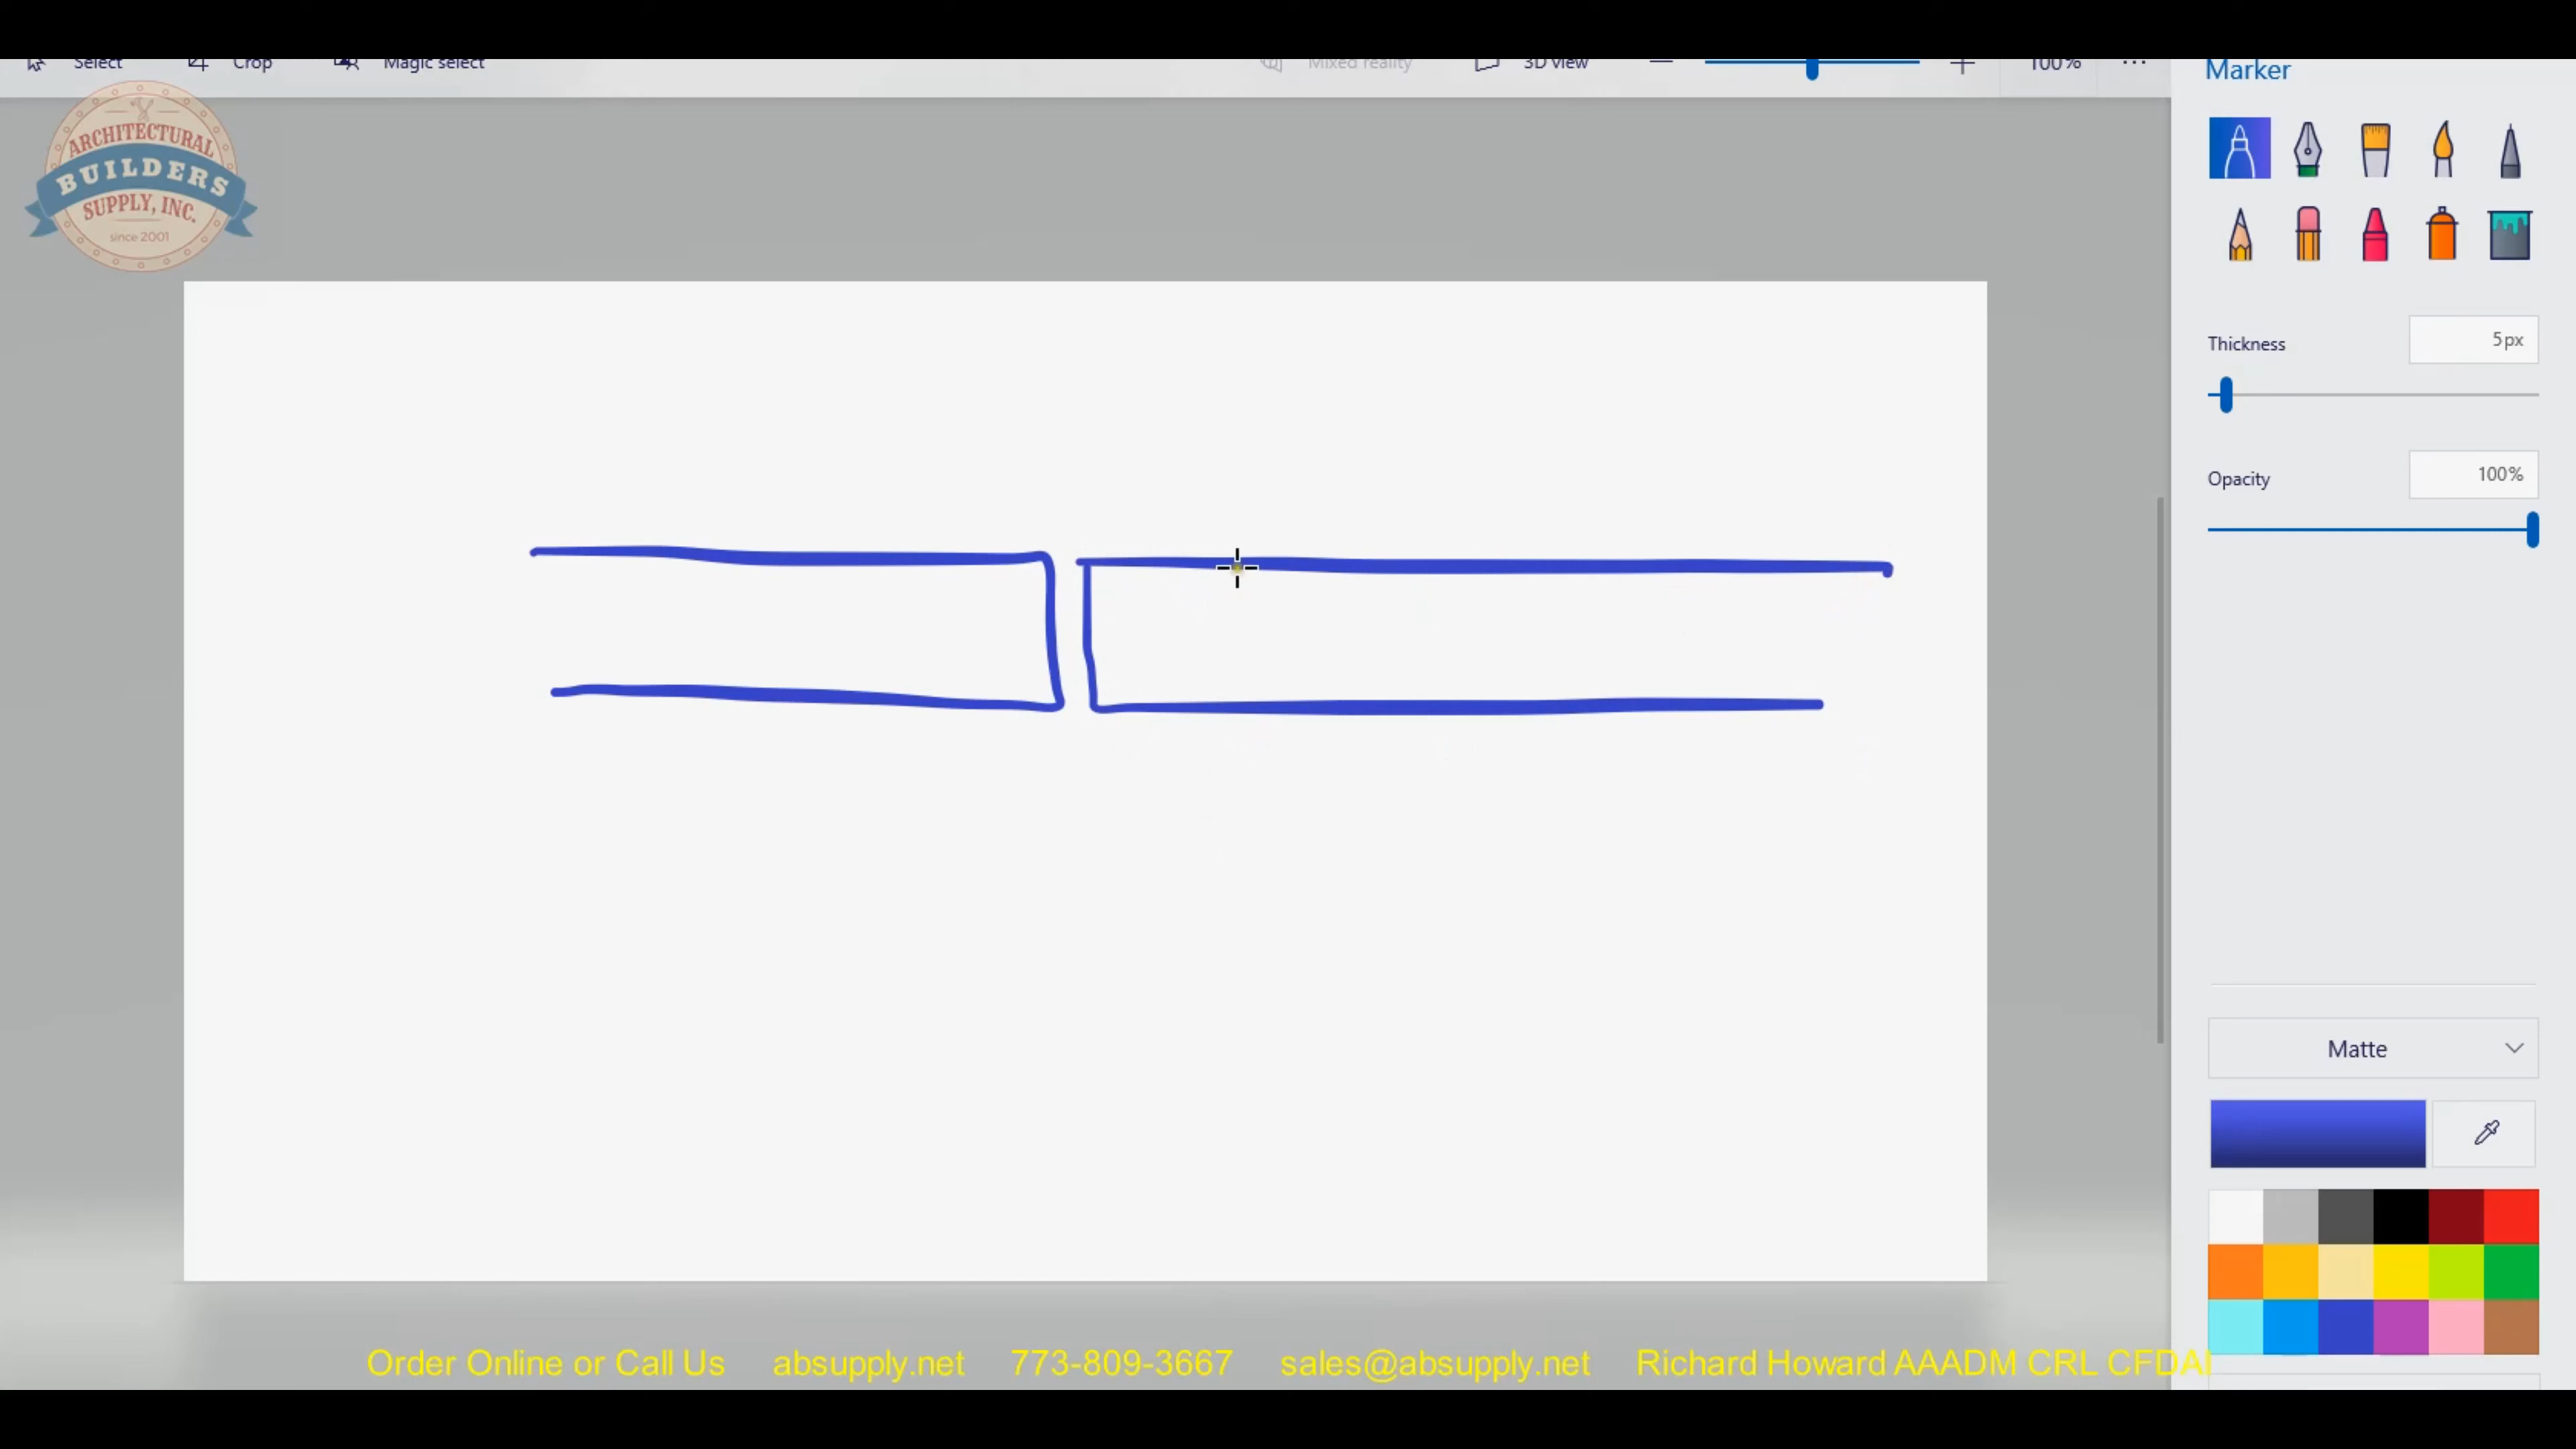 Select Crop Magic select Mixed reality 3D view 100% ...
Marker
ARCHITECTURAL
BUILDERS
SUPPLY, INC.
since 2001
Thickness 5px
Opacity 100%
Matte
Order Online or Call Us absupply.net 773-809-3667 sales@absupply.net Richard Howard AAADM CRL CFDAI